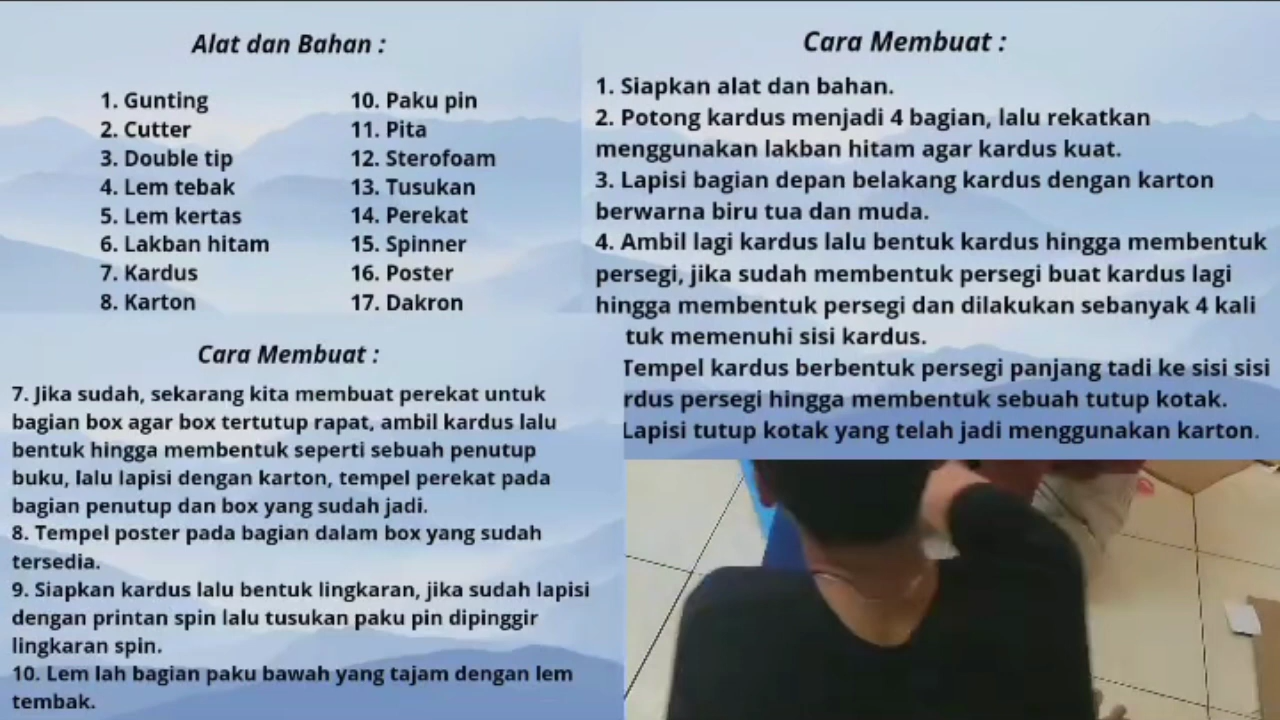 Alat dan Bahan :
1. Gunting
2. Cutter
3. Double tip
4. Lem tebak
5. Lem kertas
6. Lakban hitam
7. Kardus
8. Karton
10. Paku pin
11. Pita
12. Sterofoam
13. Tusukan
14. Perekat
15. Spinner
16. Poster
17. Dakron
Cara Membuat :
1. Siapkan alat dan bahan.
2. Potong kardus menjadi 4 bagian, lalu rekatkan
menggunakan lakban hitam agar kardus kuat.
3. Lapisi bagian depan belakang kardus dengan karton
berwarna biru tua dan muda.
4. Ambil lagi kardus lalu bentuk kardus hingga membentuk
persegi, jika sudah membentuk persegi buat kardus lagi
hingga membentuk persegi dan dilakukan sebanyak 4 kali
tuk memenuhi sisi kardus.
Tempel kardus berbentuk persegi panjang tadi ke sisi sisi
rdus persegi hingga membentuk sebuah tutup kotak.
Lapisi tutup kotak yang telah jadi menggunakan karton.
Cara Membuat :
7. Jika sudah, sekarang kita membuat perekat untuk
bagian box agar box tertutup rapat, ambil kardus lalu
bentuk hingga membentuk seperti sebuah penutup
buku, lalu lapisi dengan karton, tempel perekat pada
bagian penutup dan box yang sudah jadi.
8. Tempel poster pada bagian dalam box yang sudah
tersedia.
9. Siapkan kardus lalu bentuk lingkaran, jika sudah lapisi
dengan printan spin lalu tusukan paku pin dipinggir
lingkaran spin.
10. Lem lah bagian paku bawah yang tajam dengan lem
tembak.